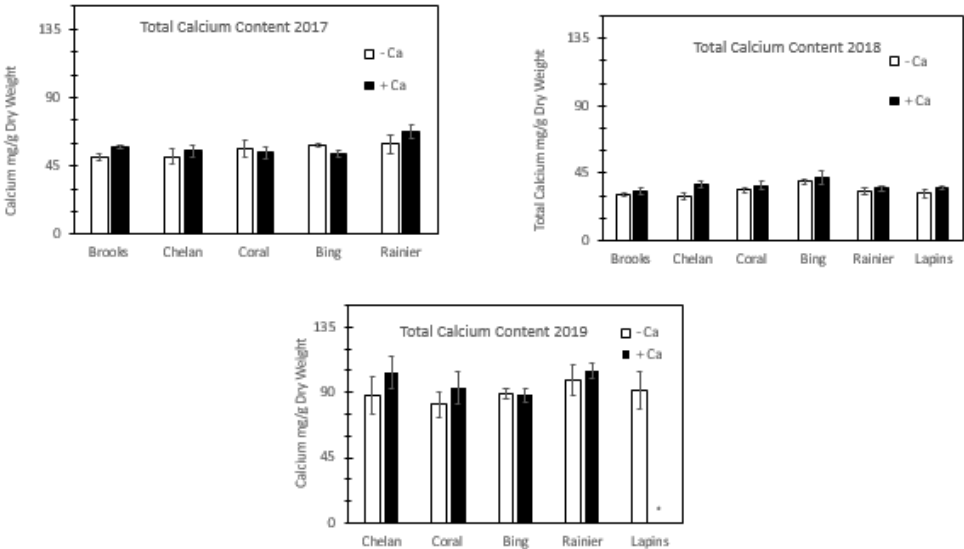 Total Calcium Content 2017
- Ca
+ Ca
Calcium mg/g Dry Weight
135
90
45
0
Brooks Chelan Coral Bing Rainier
Total Calcium Content 2018
- Ca
+ Ca
Total Calcium mg/g Dry Weight
135
90
45
0
Brooks Chelan Coral Bing Rainier Lapins
Total Calcium Content 2019
- Ca
+ Ca
Calcium mg/g Dry Weight
135
90
45
0
*
Chelan Coral Bing Rainier Lapins